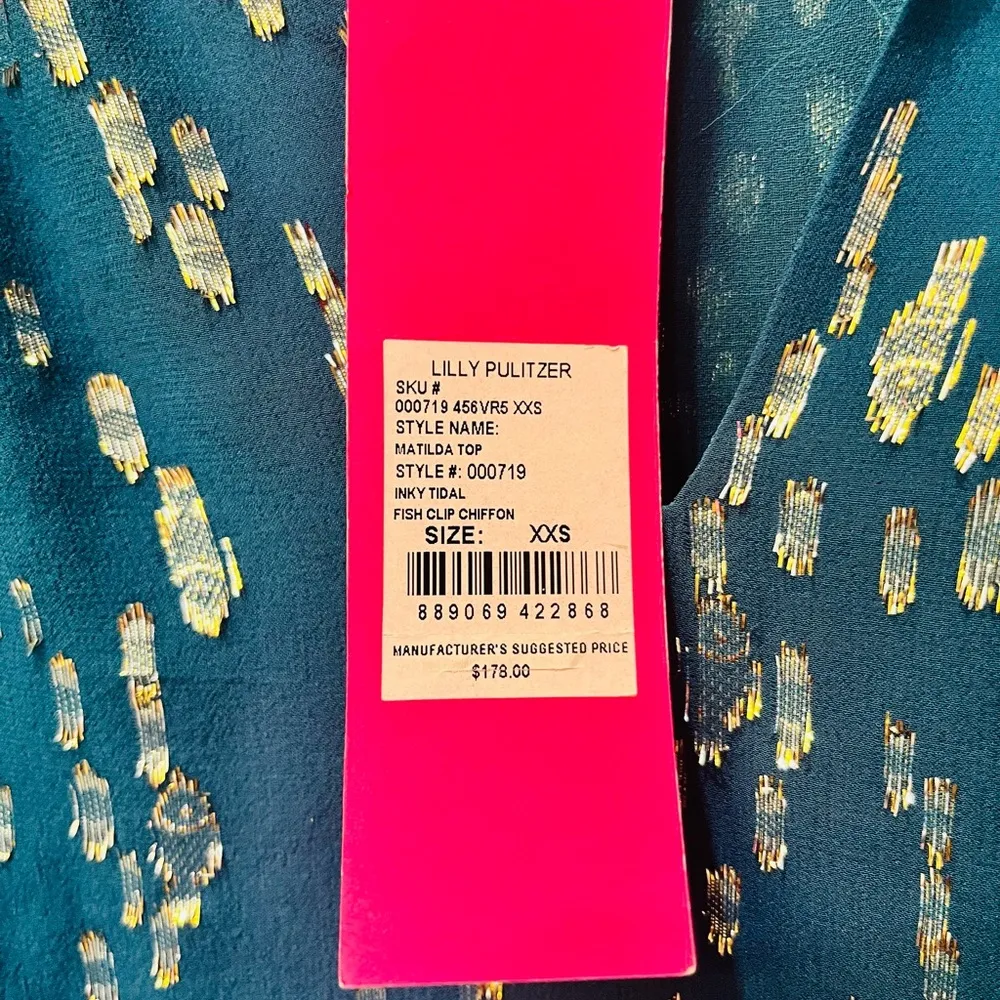 LILLY PULITZER
SKU #
000719 456VR5 XXS
STYLE NAME:
MATILDA TOP
STYLE #: 000719
INKY TIDAL
FISH CLIP CHIFFON
SIZE: XXS
889069 422868
MANUFACTURER'S SUGGESTED PRICE
$178.00